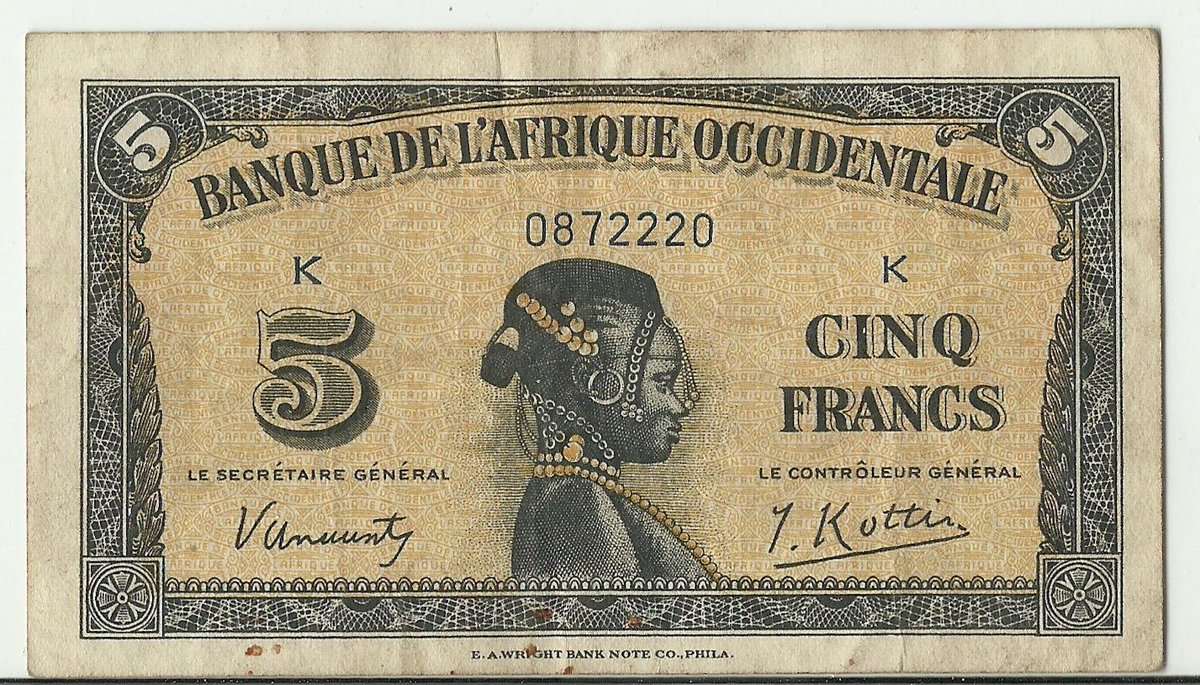 5 5
BANQUE DE L'AFRIQUE OCCIDENTALE
0872220
K K
5 CINQ
FRANCS
LE SECRÉTAIRE GÉNÉRAL LE CONTRÔLEUR GÉNÉRAL
E.A.WRIGHT BANK NOTE CO., PHILA.